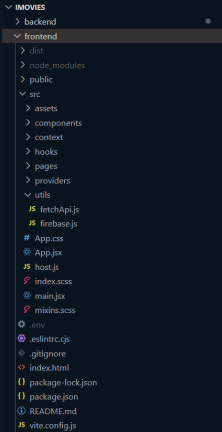 IMOVIES
backend
frontend
dist
node_modules
public
src
assets
components
context
hooks
pages
providers
utils
JS fetchApi.js
JS firebase.js
# App.css
App.jsx
JS host.js
index.scss
main.jsx
mixins.scss
.env
.eslintrc.cjs
.gitignore
<> index.html
{} package-lock.json
{} package.json
README.md
vite.config.js